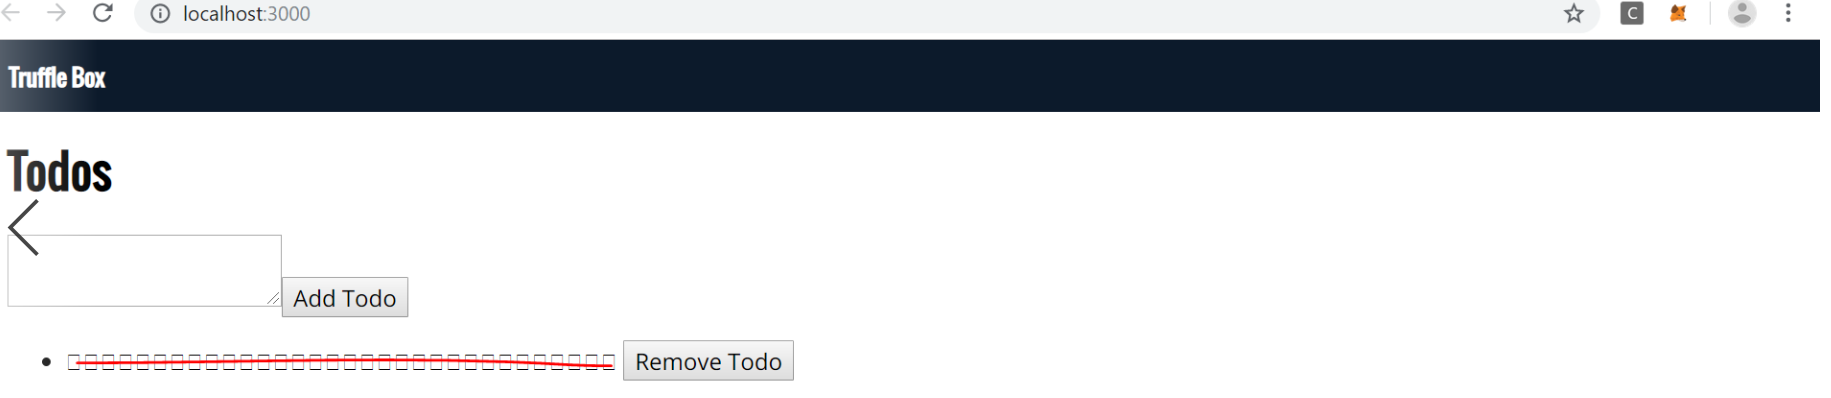 localhost:3000
C
Truffle Box
Todos
Add Todo
Remove Todo